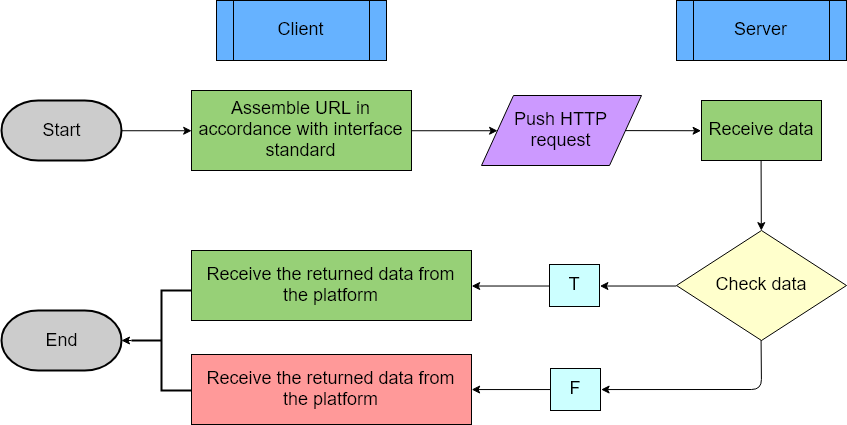 Client
Server
Start
Assemble URL in
accordance with interface
standard
Push HTTP
request
Receive data
Check data
T
Receive the returned data from
the platform
End
F
Receive the returned data from
the platform